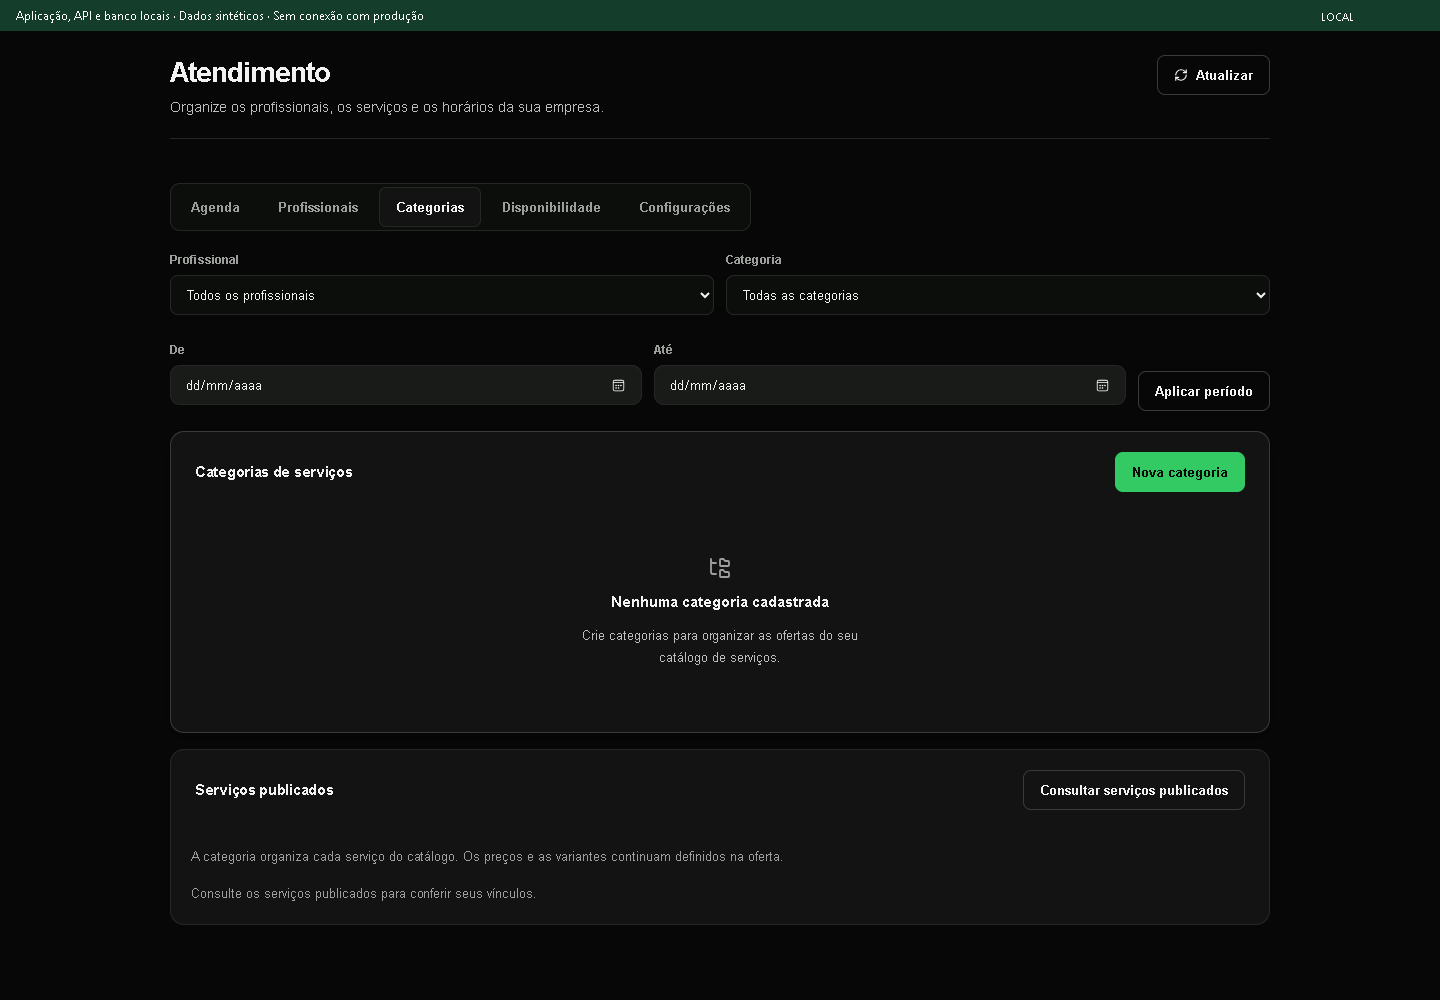 Aplicação, API e banco locais · Dados sintéticos · Sem conexão com produção
LOCAL
Atendimento
Atualizar
Organize os profissionais, os serviços e os horários da sua empresa.
Agenda
Profissionais
Categorias
Disponibilidade
Configurações
Profissional
Categoria
Todos os profissionais
Todas as categorias
De
Até
dd/mm/aaaa
dd/mm/aaaa
Aplicar período
Categorias de serviços
Nova categoria
Nenhuma categoria cadastrada
Crie categorias para organizar as ofertas do seu
catálogo de serviços.
Serviços publicados
Consultar serviços publicados
A categoria organiza cada serviço do catálogo. Os preços e as variantes continuam definidos na oferta.
Consulte os serviços publicados para conferir seus vínculos.